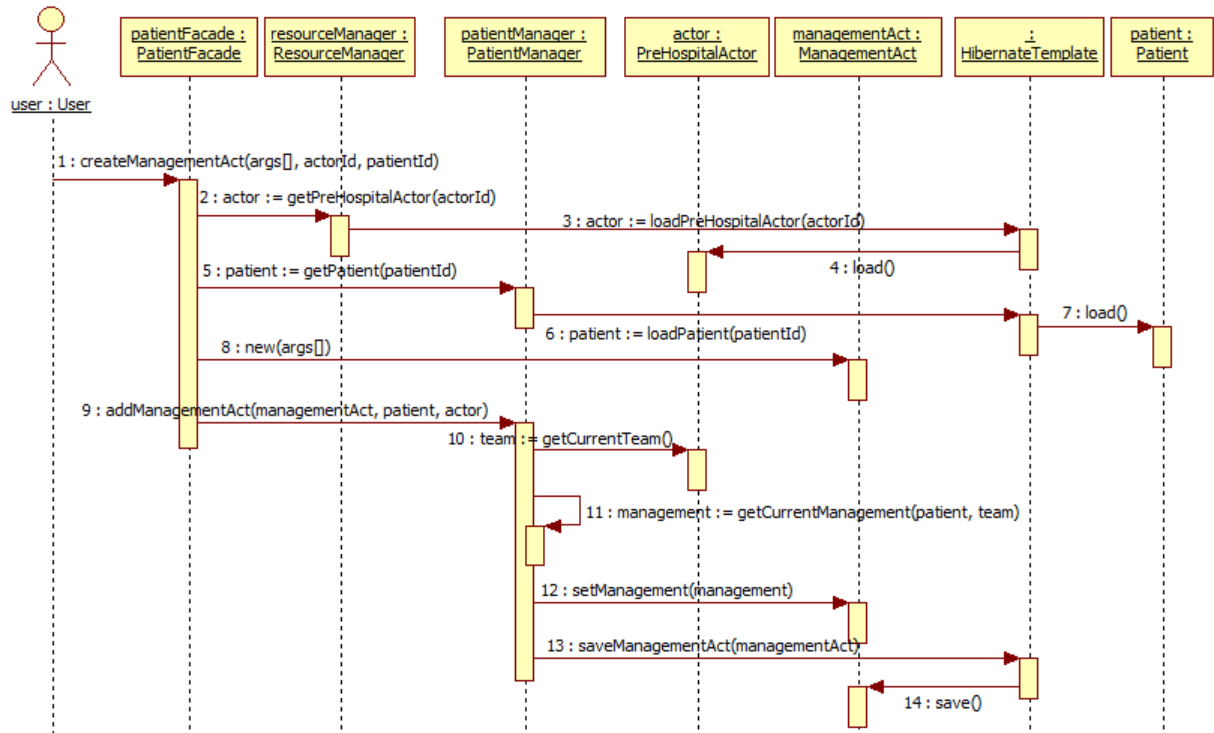 patientFacade :
PatientFacade
resourceManager :
ResourceManager
patientManager :
PatientManager
actor :
PreHospitalActor
managementAct :
ManagementAct
:
HibernateTemplate
patient :
Patient
user : User
1 : createManagementAct(args[], actorId, patientId)
2 : actor := getPreHospitalActor(actorId)
3 : actor := loadPreHospitalActor(actorId)
4 : load()
5 : patient := getPatient(patientId)
6 : patient := loadPatient(patientId)
7 : load()
8 : new(args[])
9 : addManagementAct(managementAct, patient, actor)
10 : team := getCurrentTeam()
11 : management := getCurrentManagement(patient, team)
12 : setManagement(management)
13 : saveManagementAct(managementAct)
14 : save()